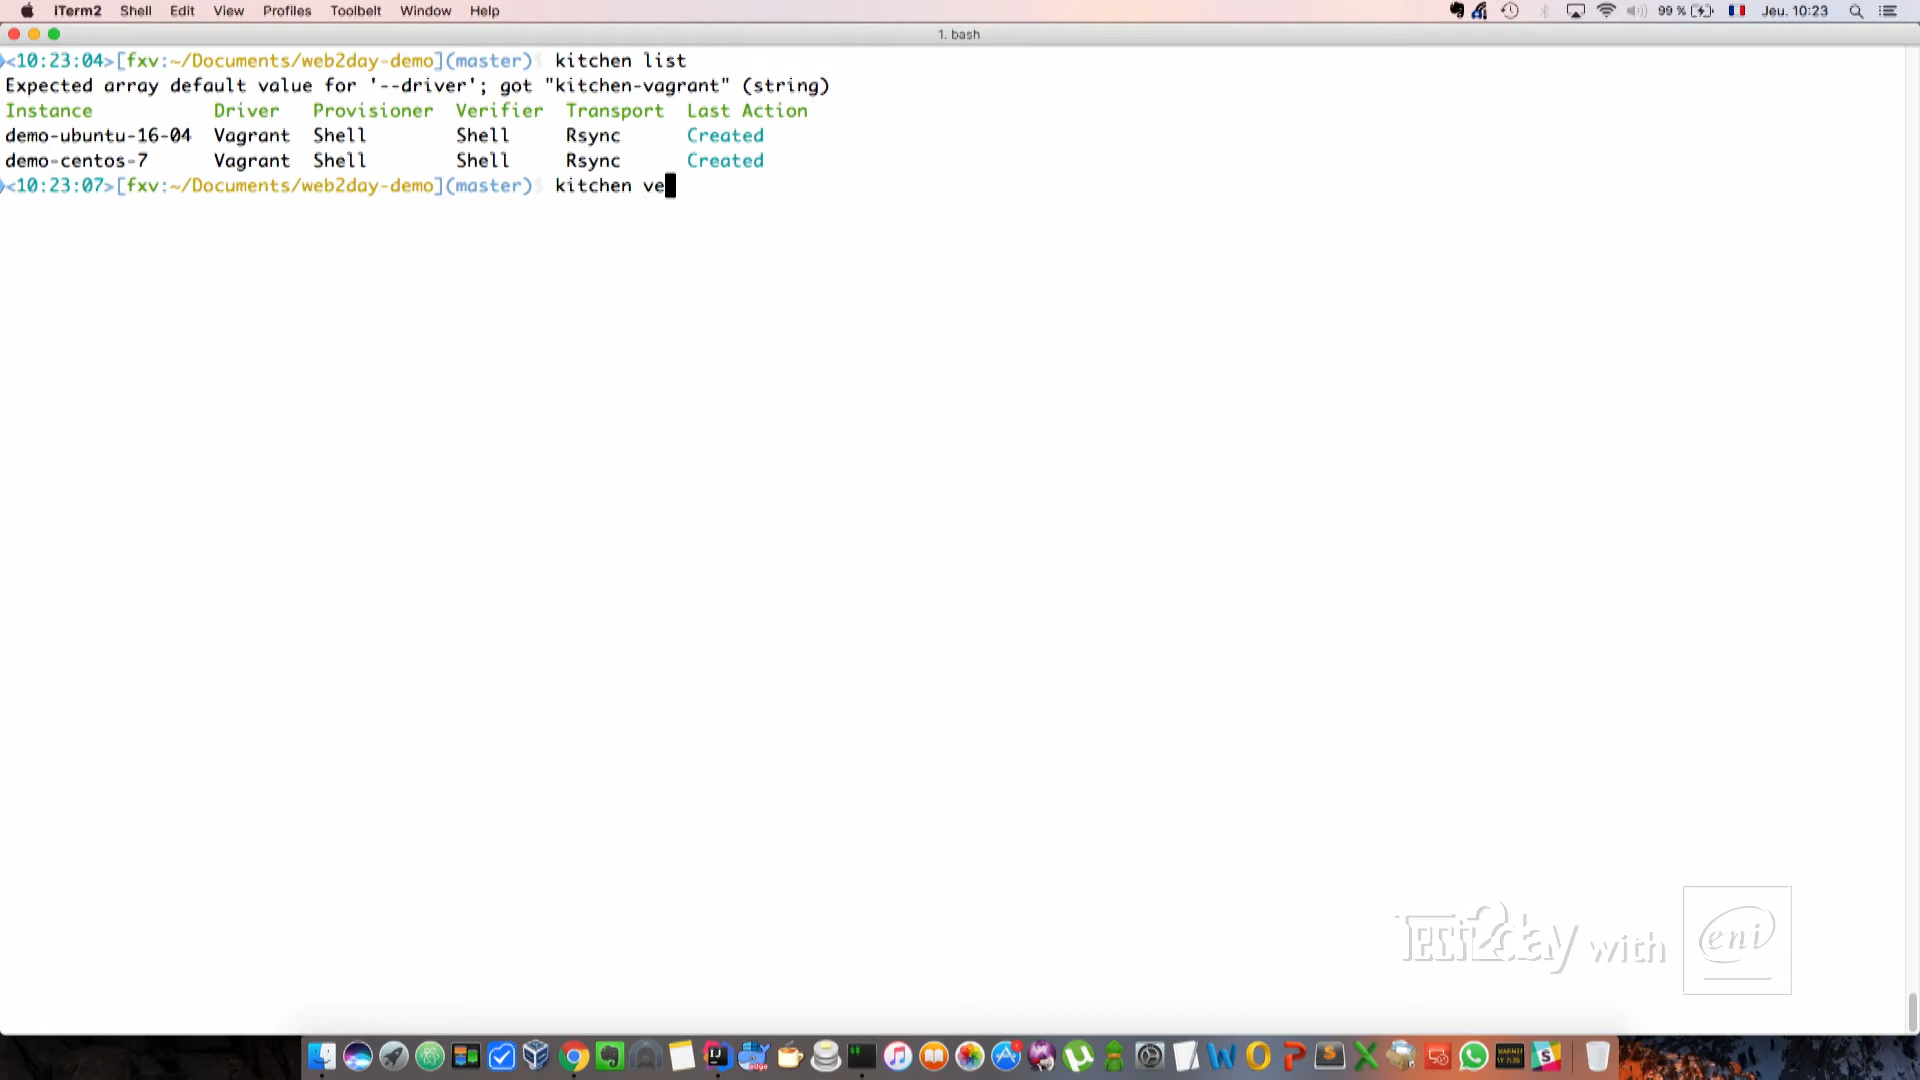 iTerm2 Shell Edit View Profiles Toolbelt Window Help 99 % Jeu. 10:23
1. bash
<10:23:04>[fxv:~/Documents/web2day-demo](master)$ kitchen list
Expected array default value for '--driver'; got "kitchen-vagrant" (string)
Instance Driver Provisioner Verifier Transport Last Action
demo-ubuntu-16-04 Vagrant Shell Shell Rsync Created
demo-centos-7 Vagrant Shell Shell Rsync Created
<10:23:07>[fxv:~/Documents/web2day-demo](master)$ kitchen ve
TECH2day with eni